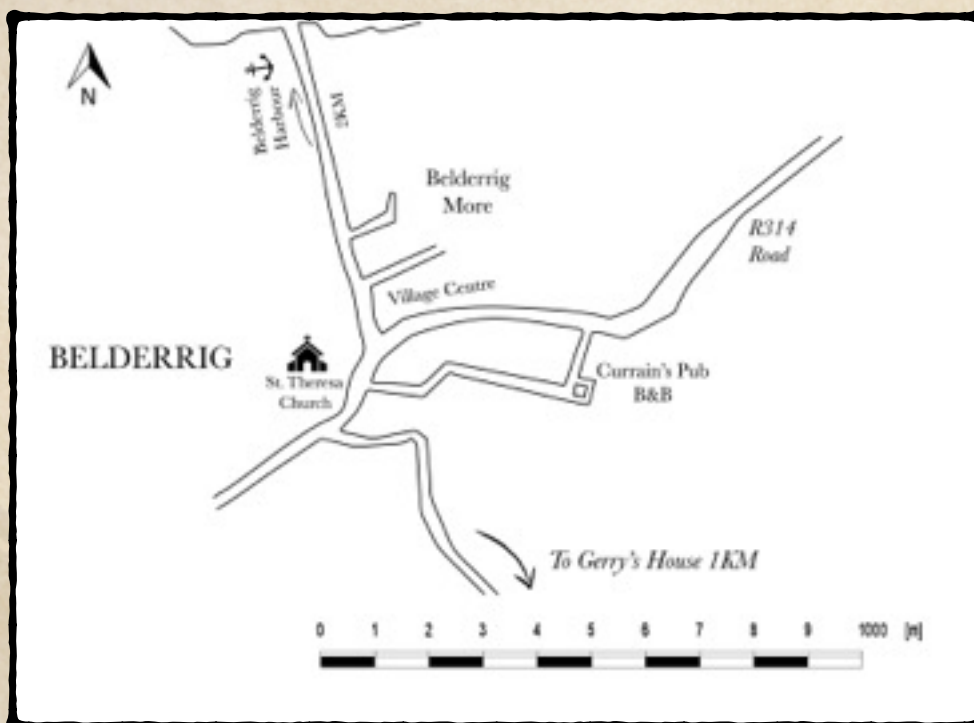 N
Belderrig
Harbour
2KM
Belderrig
More
R314
Road
Village Centre
BELDERRIG
St. Theresa
Church
Currain's Pub
B&B
To Gerry's House 1KM
0 1 2 3 4 5 6 7 8 9 1000 [m]